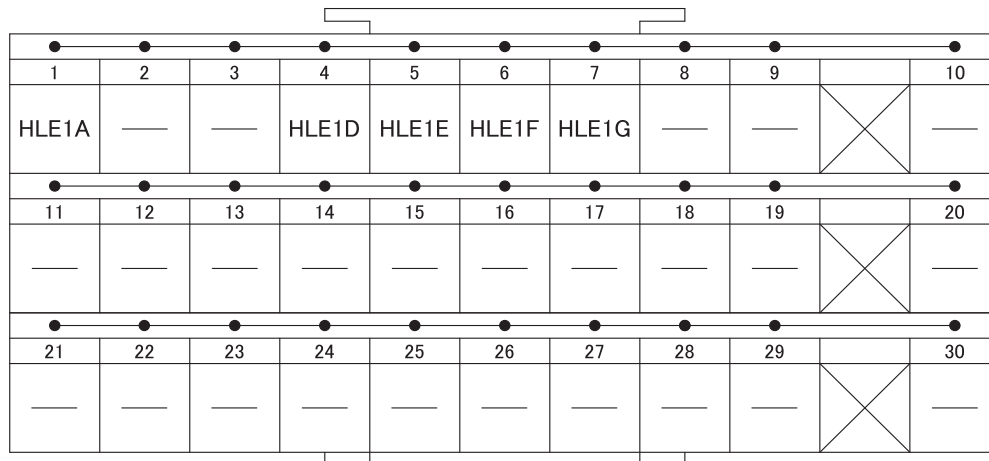 1 2 3 4 5 6 7 8 9 10
HLE1A — — HLE1D HLE1E HLE1F HLE1G — — —
11 12 13 14 15 16 17 18 19 20
— — — — — — — — — —
21 22 23 24 25 26 27 28 29 30
— — — — — — — — — —